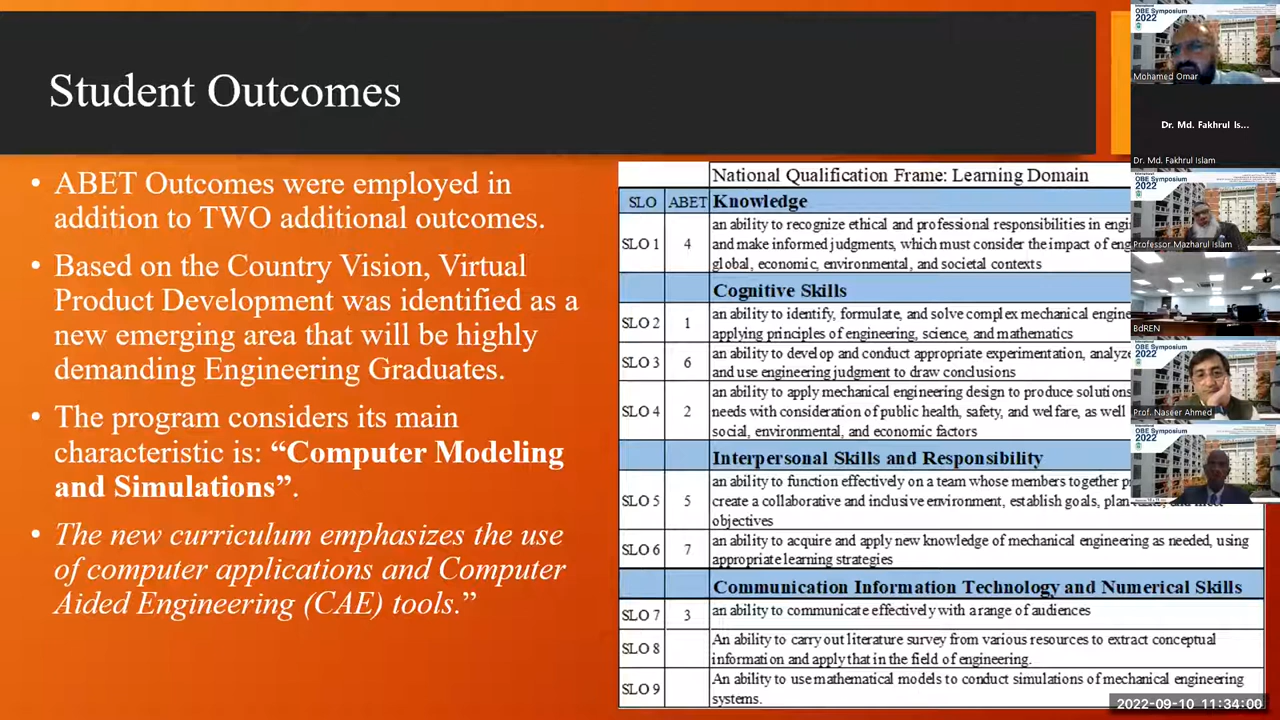 Student Outcomes
• ABET Outcomes were employed in
addition to TWO additional outcomes.
• Based on the Country Vision, Virtual
Product Development was identified as a
new emerging area that will be highly
demanding Engineering Graduates.
• The program considers its main
characteristic is: “Computer Modeling
and Simulations”.
• The new curriculum emphasizes the use
of computer applications and Computer
Aided Engineering (CAE) tools.”
National Qualification Frame: Learning Domain
SLO ABET Knowledge
SLO 1 4 an ability to recognize ethical and professional responsibilities in
and make informed judgments, which must consider the impact of
global, economic, environmental, and societal contexts
Cognitive Skills
SLO 2 1 an ability to identify, formulate, and solve complex mechanical
applying principles of engineering, science, and mathematics
SLO 3 6 an ability to develop and conduct appropriate experimentation, analyze
and use engineering judgment to draw conclusions
SLO 4 2 an ability to apply mechanical engineering design to produce solutions
needs with consideration of public health, safety, and welfare, as well
social, environmental, and economic factors
Interpersonal Skills and Responsibility
SLO 5 5 an ability to function effectively on a team whose members together
create a collaborative and inclusive environment, establish goals, plan
objectives
SLO 6 7 an ability to acquire and apply new knowledge of mechanical engineering as needed, using
appropriate learning strategies
Communication Information Technology and Numerical Skills
SLO 7 3 an ability to communicate effectively with a range of audiences
SLO 8 An ability to carry out literature survey from various resources to extract conceptual
information and apply that in the field of engineering.
SLO 9 An ability to use mathematical models to conduct simulations of mechanical engineering
systems.
International
OBE Symposium
2022
Mohamed Omar
Dr. Md. Fakhrul Is...
Dr. Md. Fakhrul Islam
International
OBE Symposium
2022
Professor Mazharul Islam
BdREN
International
OBE Symposium
2022
Prof. Naseer Ahmed
International
OBE Symposium
2022
2022-09-10 11:34:00